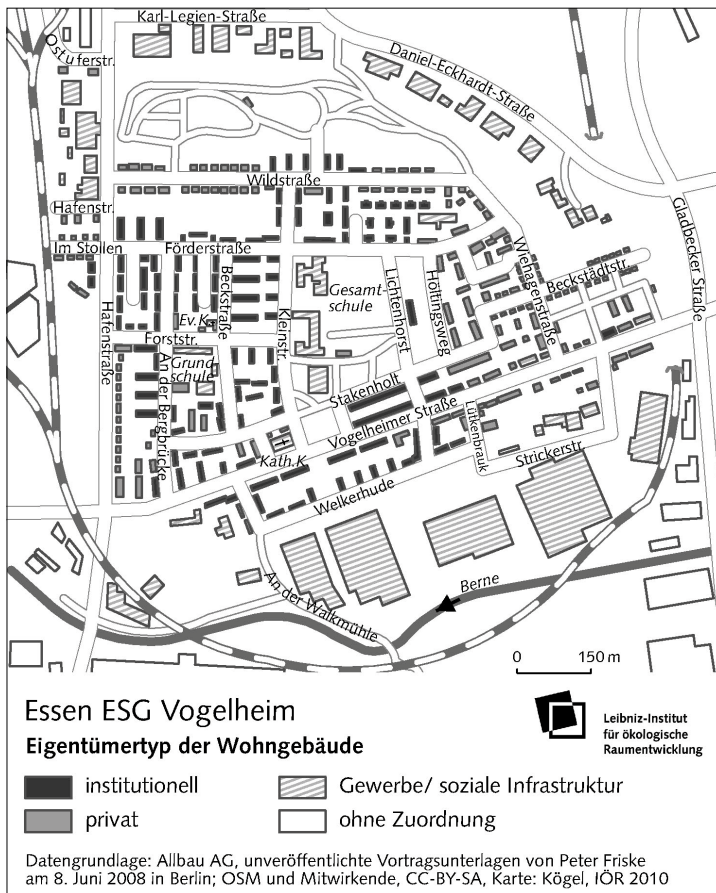 Karl-Legien-Straße
Ostuferstr.
Daniel-Eckhardt-Straße
Wildstraße
(Hafenstr.
Im Stollen
Förderstraße
Beckstraße
Kleinstr.
Gesamt-
schule
Lichtenhorst
Höltingsweg
Wiehagenstraße
Beckstadtstr.
Gladbecker Straße
Hafenstraße
Ev.K.
Forststr.
Grund-
schule
An der Bergbrücke
Stakenholt
Vogelheimer Straße
Lütkenbrauk
Kath.K.
Strickerstr
Welkerhude
An der Walkmühle
Berne
0 150 m
Essen ESG Vogelheim
Eigentümertyp der Wohngebäude
Leibniz-Institut
für ökologische
Raumentwicklung
institutionell
Gewerbe/ soziale Infrastruktur
privat
ohne Zuordnung
Datengrundlage: Allbau AG, unveröffentlichte Vortragsunterlagen von Peter Friske
am 8. Juni 2008 in Berlin; OSM und Mitwirkende, CC-BY-SA, Karte: Kögel, IÖR 2010